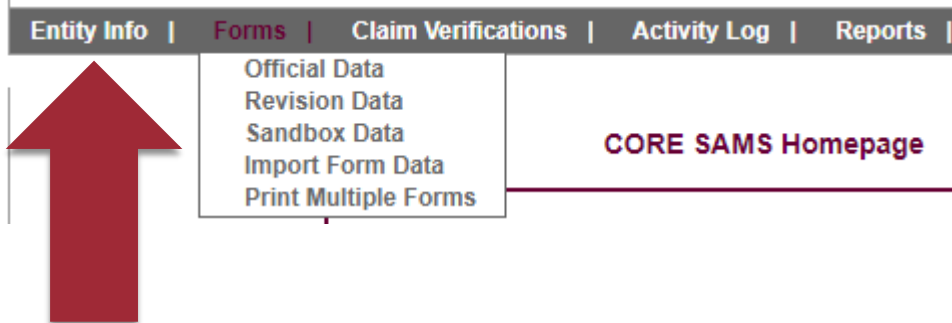 Entity Info | Forms | Claim Verifications | Activity Log | Reports |
Official Data
Revision Data
Sandbox Data
Import Form Data
Print Multiple Forms
CORE SAMS Homepage